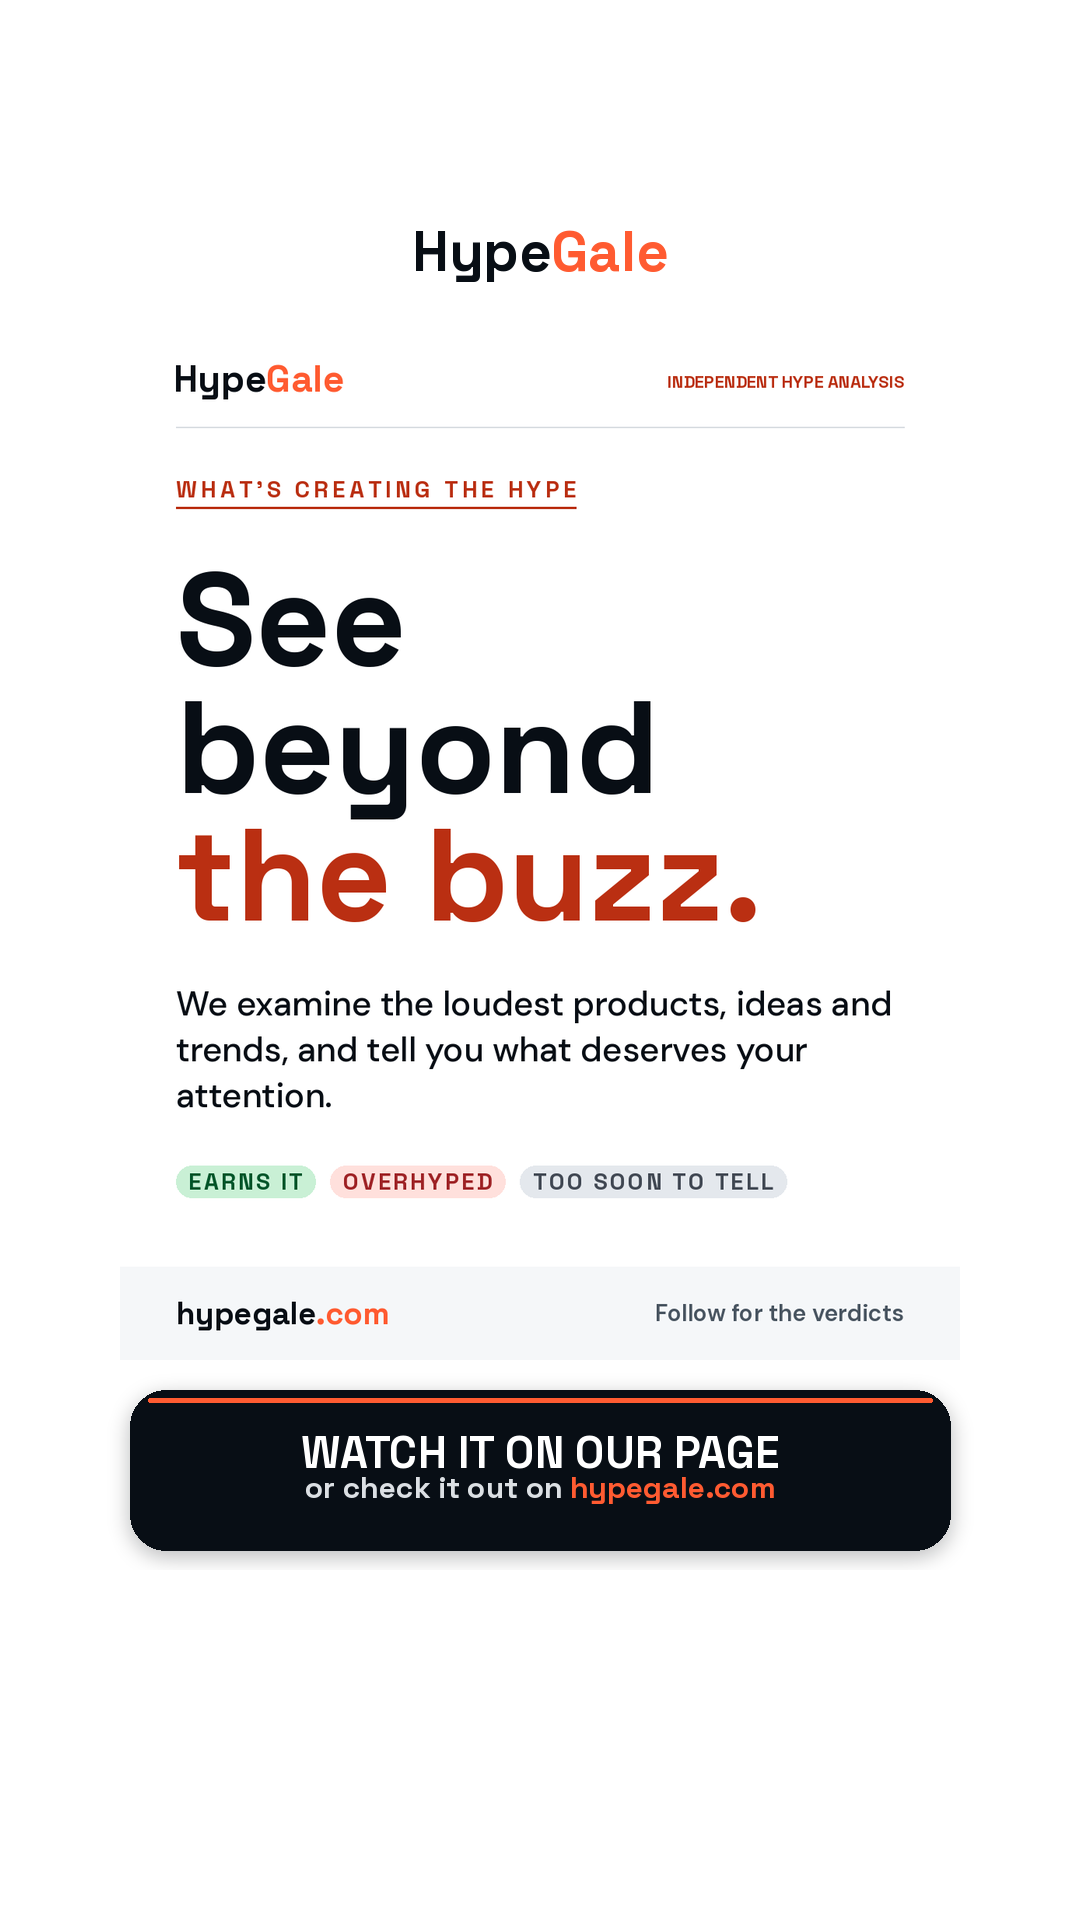 HypeGale
HypeGale
INDEPENDENT HYPE ANALYSIS
WHAT’S CREATING THE HYPE
See
beyond
the buzz.
We examine the loudest products, ideas and
trends, and tell you what deserves your
attention.
EARNS IT
OVERHYPED
TOO SOON TO TELL
hypegale.com
Follow for the verdicts
WATCH IT ON OUR PAGE
or check it out on hypegale.com